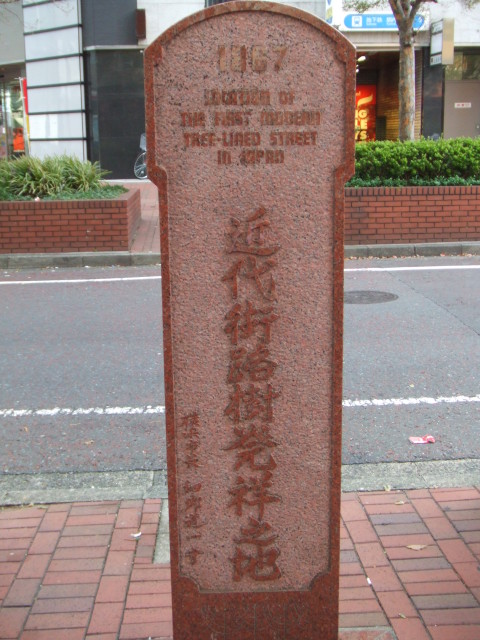 1867
LOCATION OF
THE FIRST MODERN
TREE-LINED STREET
IN JAPAN
近代街路樹発祥之地